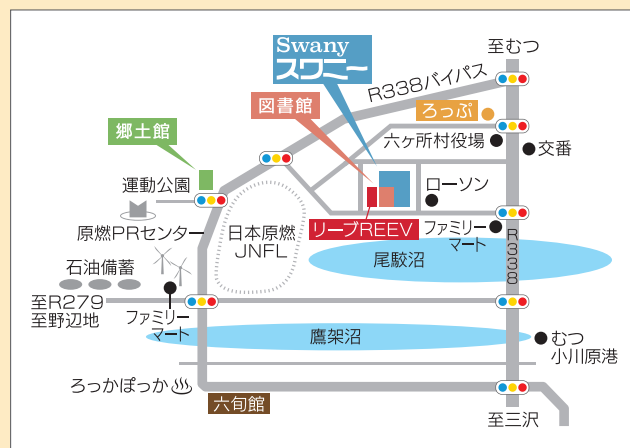 至むつ
Swany
スワニー
R338バイパス
図書館
ろっぷ
郷土館
六ヶ所村役場
交番
運動公園
ローソン
原燃PRセンター
日本原燃
JNFL
リーブREEV
ファミリー
マート
R338
尾鮫沼
石油備蓄
至R279
至野辺地
ファミリー
マート
鷹架沼
むつ
小川原港
ろっかぽっか
六旬館
至三沢